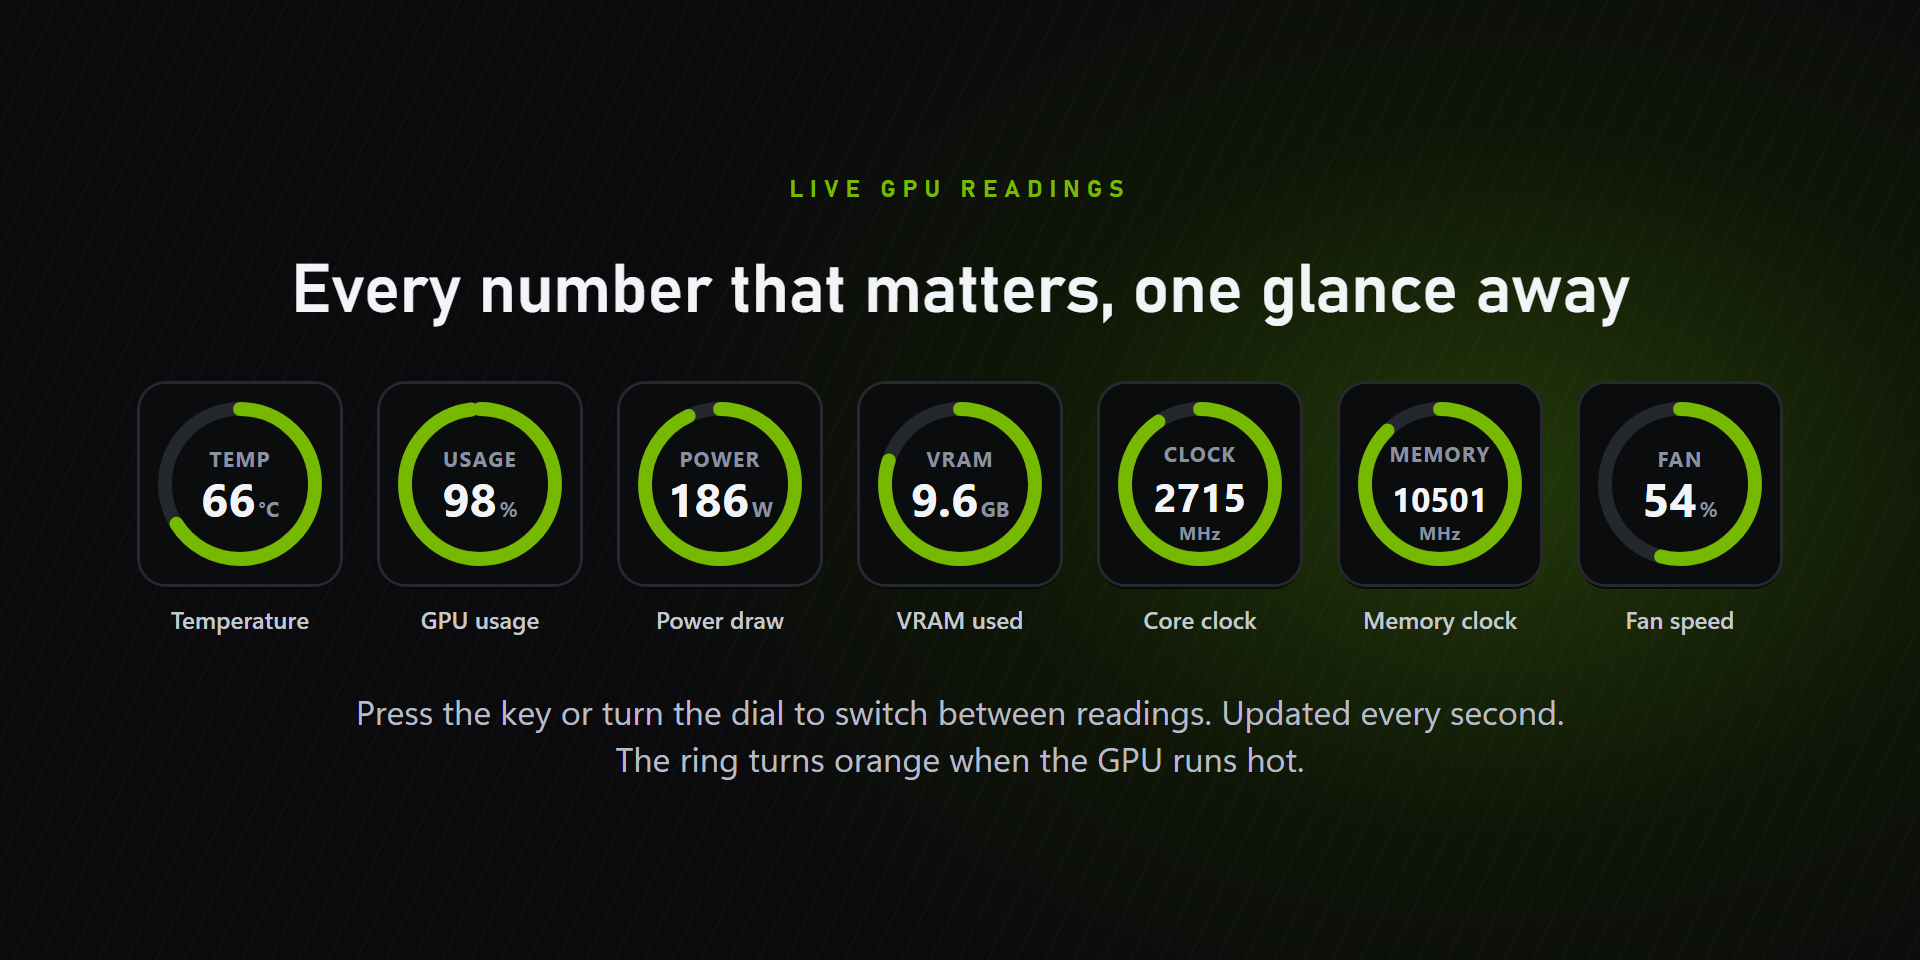 LIVE GPU READINGS
Every number that matters, one glance away
TEMP
66°C
USAGE
98%
POWER
186W
VRAM
9.6GB
CLOCK
2715
MHz
MEMORY
10501
MHz
FAN
54%
Temperature
GPU usage
Power draw
VRAM used
Core clock
Memory clock
Fan speed
Press the key or turn the dial to switch between readings. Updated every second.
The ring turns orange when the GPU runs hot.